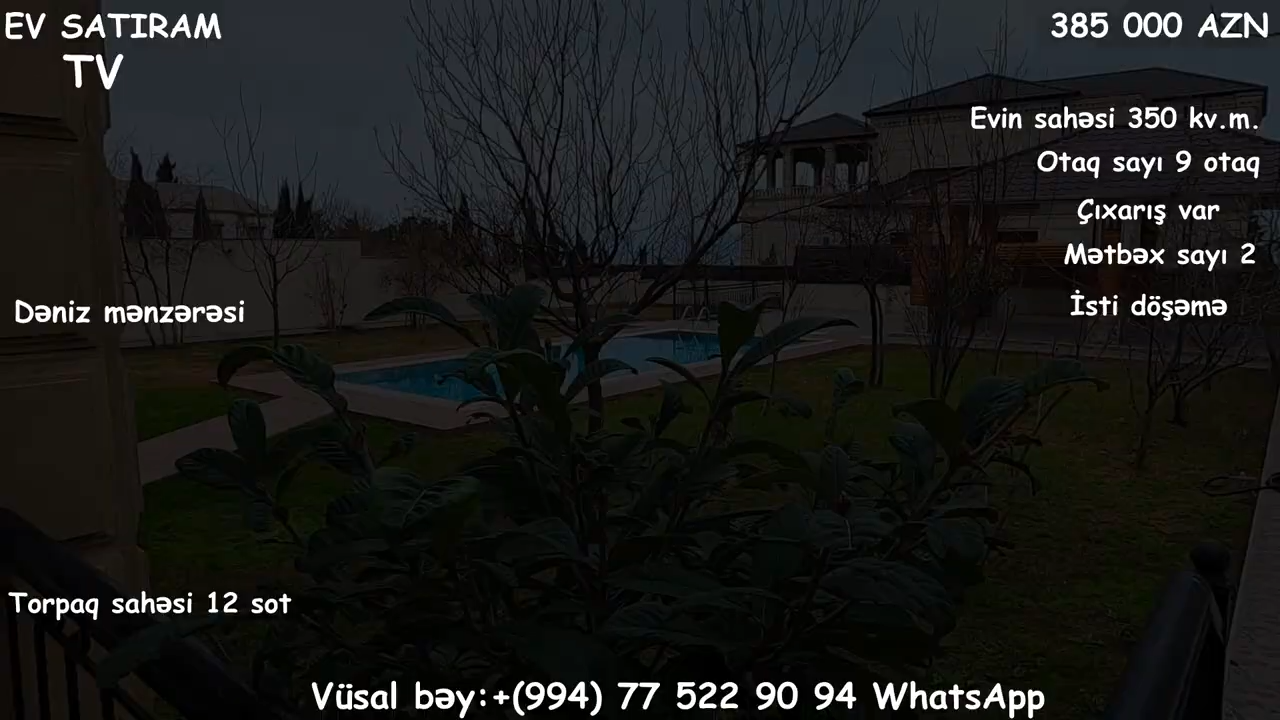 EV SATIRAM
TV
385 000 AZN
Evin sahəsi 350 kv.m.
Otaq sayı 9 otaq
Çıxarış var
Mətbəx sayı 2
İsti döşəmə
Dəniz mənzərəsi
Torpaq sahəsi 12 sot
Vüsal bəy:+(994) 77 522 90 94 WhatsApp